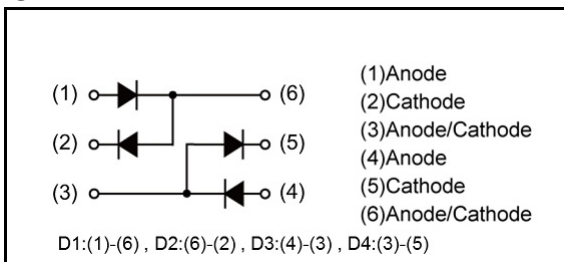 (1) (6) (1)Anode
(2)Cathode
(2) (5) (3)Anode/Cathode
(4)Anode
(3) (4) (5)Cathode
(6)Anode/Cathode
D1:(1)-(6) , D2:(6)-(2) , D3:(4)-(3) , D4:(3)-(5)